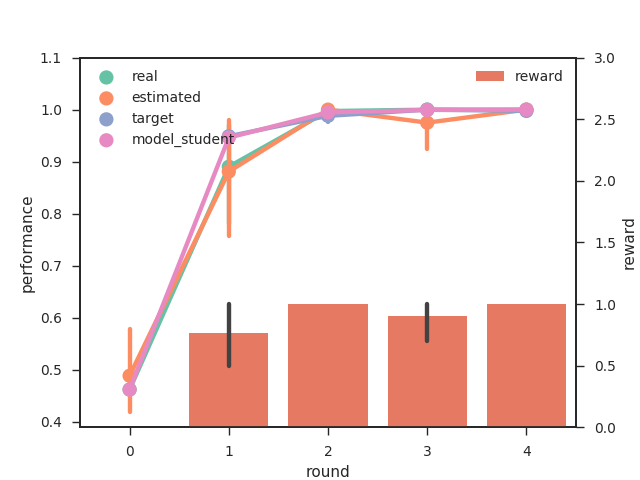 real
estimated
target
model_student
reward
1.1
1.0
0.9
0.8
0.7
0.6
0.5
0.4
performance
3.0
2.5
2.0
1.5
1.0
0.5
0.0
reward
0 1 2 3 4
round